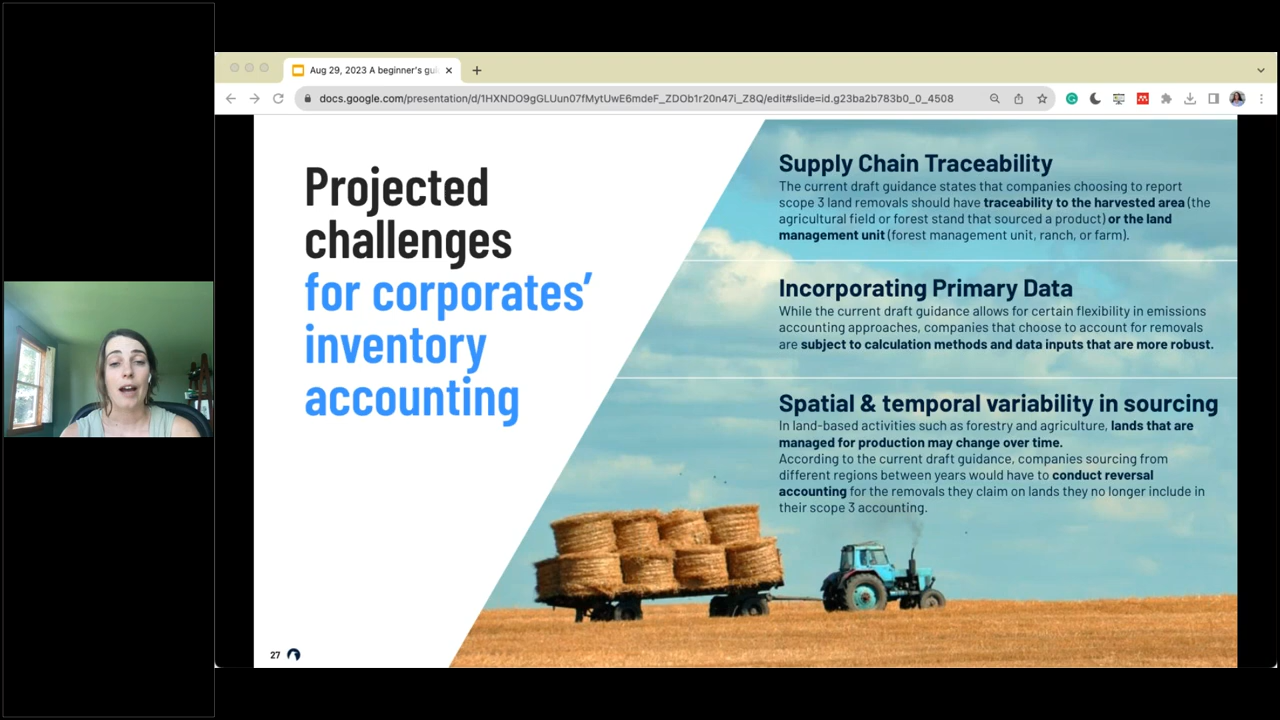 Aug 29, 2023 A beginner's gui
docs.google.com/presentation/d/1HXNDO9gGLUun07fMytUwE6mdeF_ZDOb1r20n47i_Z8Q/edit#slide=id.g23ba2b783b0_0_4508
Projected
challenges
for corporates’
inventory
accounting
Supply Chain Traceability
The current draft guidance states that companies choosing to report
scope 3 land removals should have traceability to the harvested area (the
agricultural field or forest stand that sourced a product) or the land
management unit (forest management unit, ranch, or farm).
Incorporating Primary Data
While the current draft guidance allows for certain flexibility in emissions
accounting approaches, companies that choose to account for removals
are subject to calculation methods and data inputs that are more robust.
Spatial & temporal variability in sourcing
In land-based activities such as forestry and agriculture, lands that are
managed for production may change over time.
According to the current draft guidance, companies sourcing from
different regions between years would have to conduct reversal
accounting for the removals they claim on lands they no longer include in
their scope 3 accounting.
27